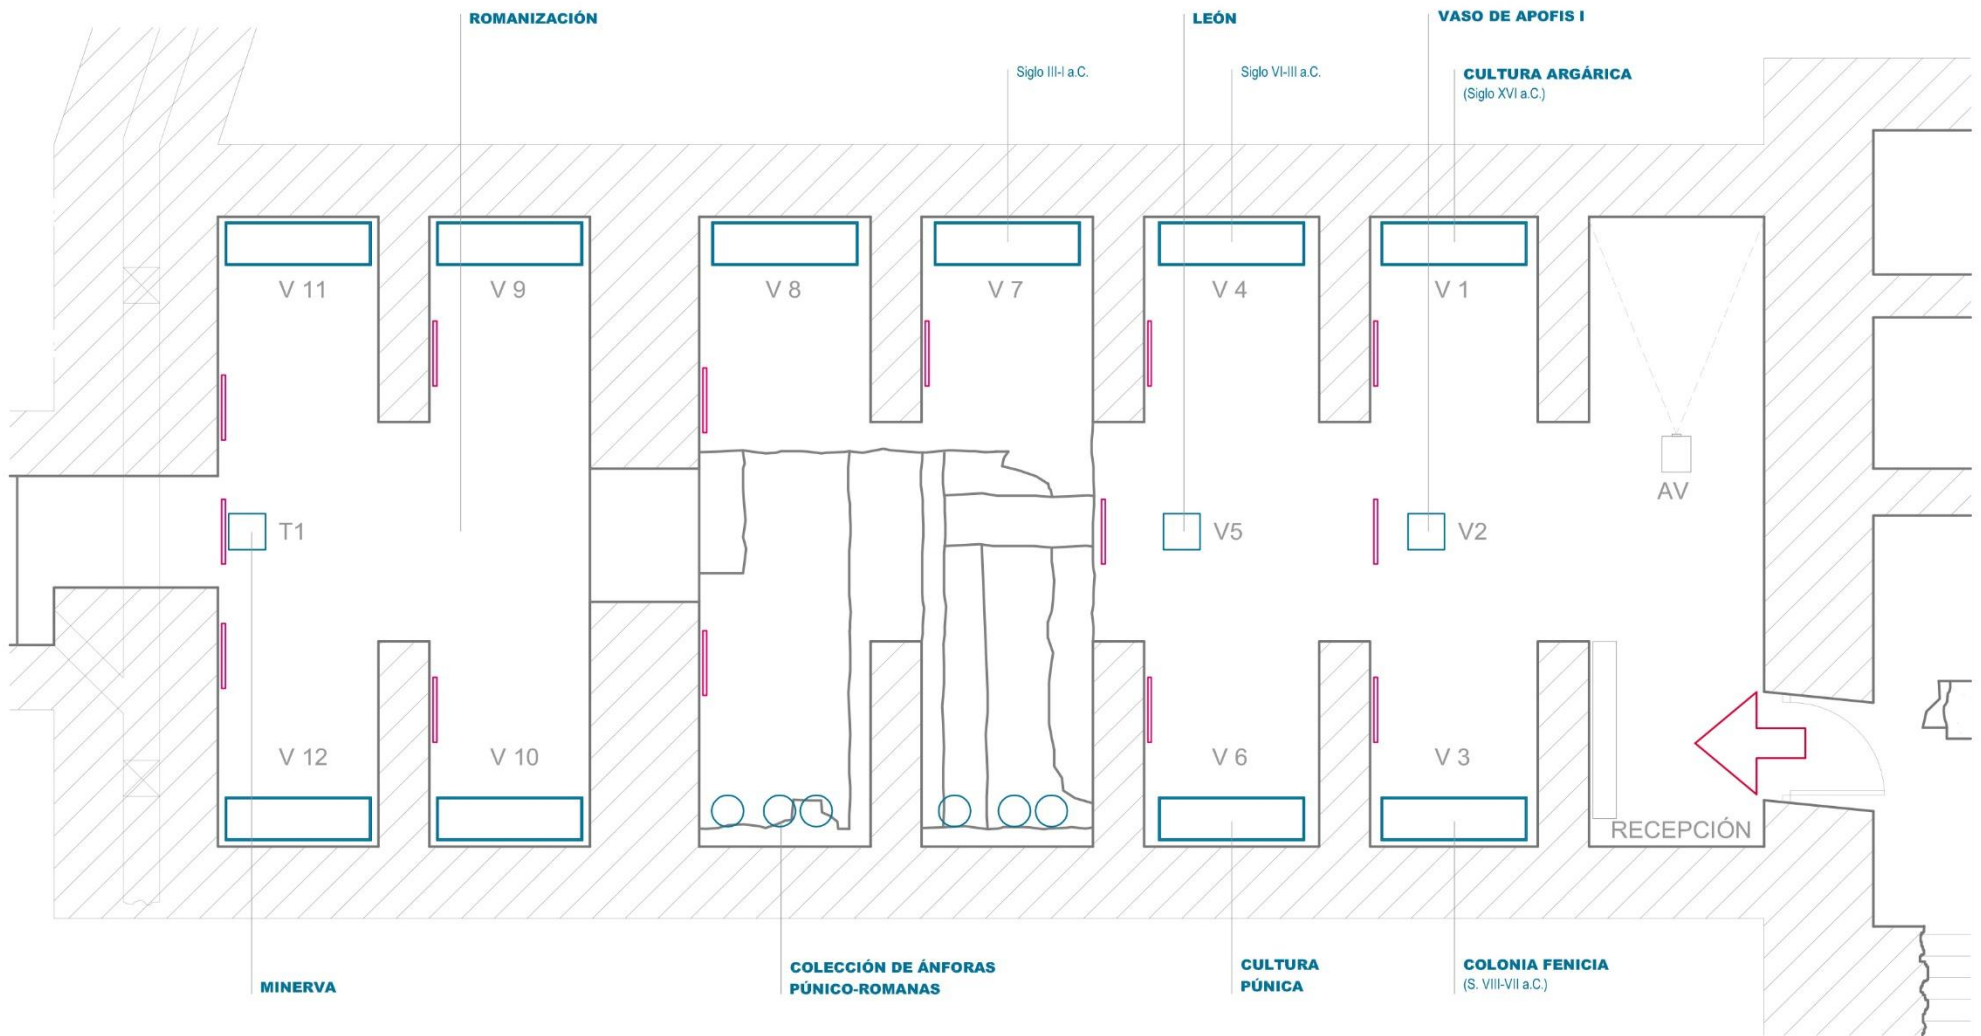 ROMANIZACIÓN
LEÓN
VASO DE APOFIS I
Siglo III-I a.C.
Siglo VI-III a.C.
CULTURA ARGÁRICA
(Siglo XVI a.C.)
V 11
V 9
V 8
V 7
V 4
V 1
AV
T1
V5
V2
V 12
V 10
V 6
V 3
RECEPCIÓN
MINERVA
COLECCIÓN DE ÁNFORAS
PÚNICO-ROMANAS
CULTURA
PÚNICA
COLONIA FENICIA
(S. VIII-VII a.C.)